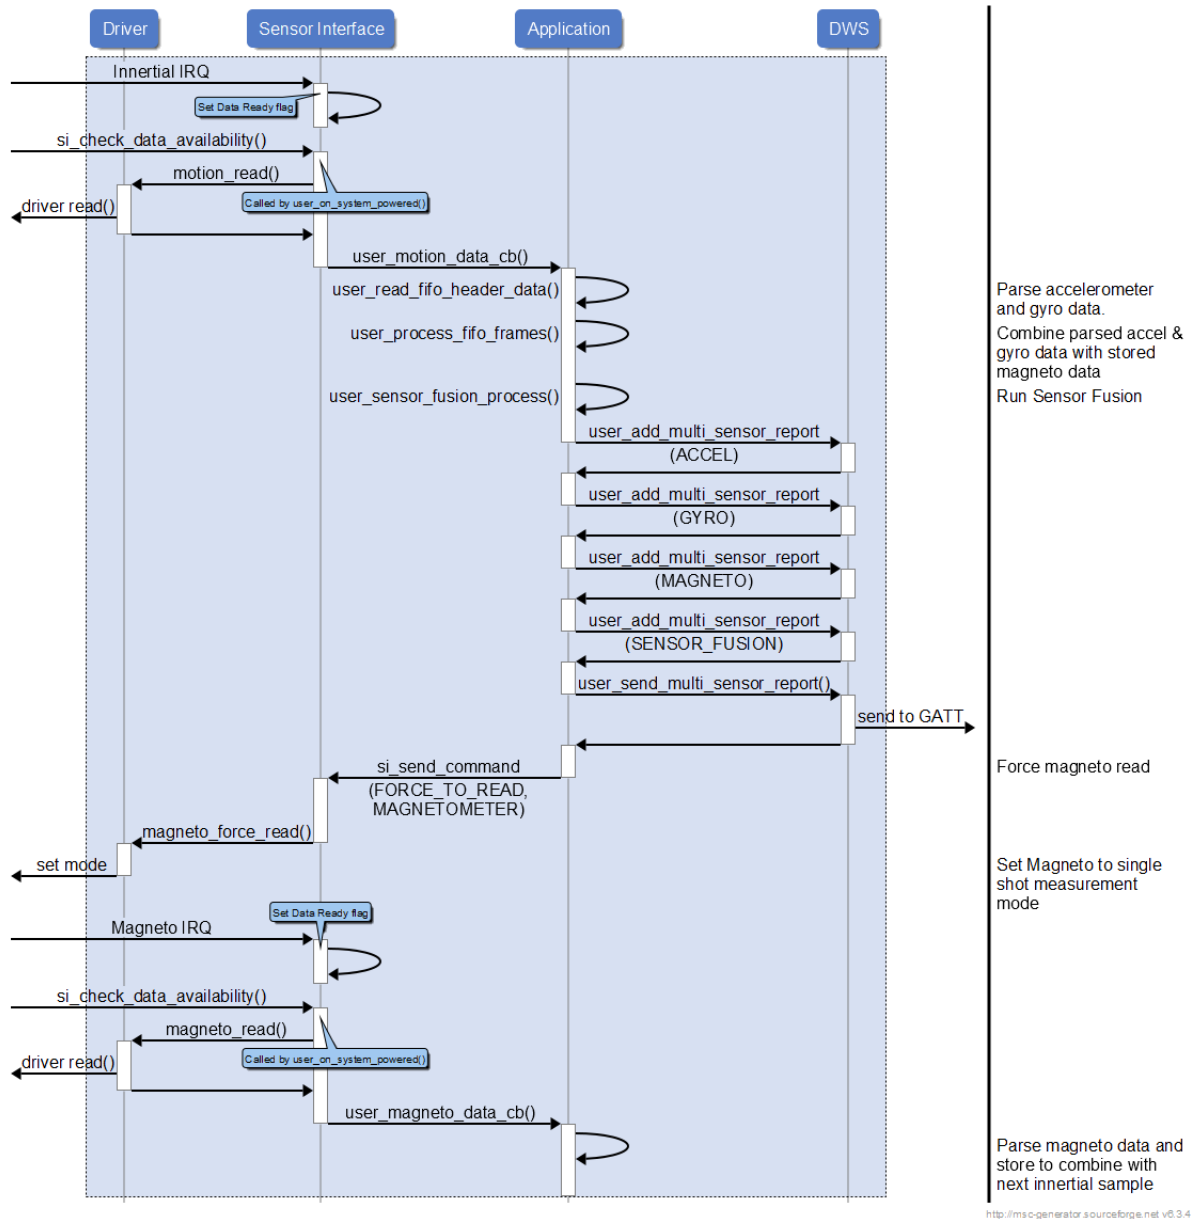 Driver
Sensor Interface
Application
DWS
Innertial IRQ
Set Data Ready flag
si_check_data_availability()
motion_read()
Called by user_on_system_powered()
driver read()
user_motion_data_cb()
user_read_fifo_header_data()
Parse accelerometer
and gyro data.
user_process_fifo_frames()
Combine parsed accel &
gyro data with stored
magneto data
user_sensor_fusion_process()
Run Sensor Fusion
user_add_multi_sensor_report
(ACCEL)
user_add_multi_sensor_report
(GYRO)
user_add_multi_sensor_report
(MAGNETO)
user_add_multi_sensor_report
(SENSOR_FUSION)
user_send_multi_sensor_report()
send to GATT
si_send_command
(FORCE_TO_READ,
MAGNETOMETER)
Force magneto read
magneto_force_read()
set mode
Set Magneto to single
shot measurement
mode
Set Data Ready flag
Magneto IRQ
si_check_data_availability()
magneto_read()
Called by user_on_system_powered()
driver read()
user_magneto_data_cb()
Parse magneto data and
store to combine with
next innertial sample
http://msc-generator.sourceforge.net v6.3.4